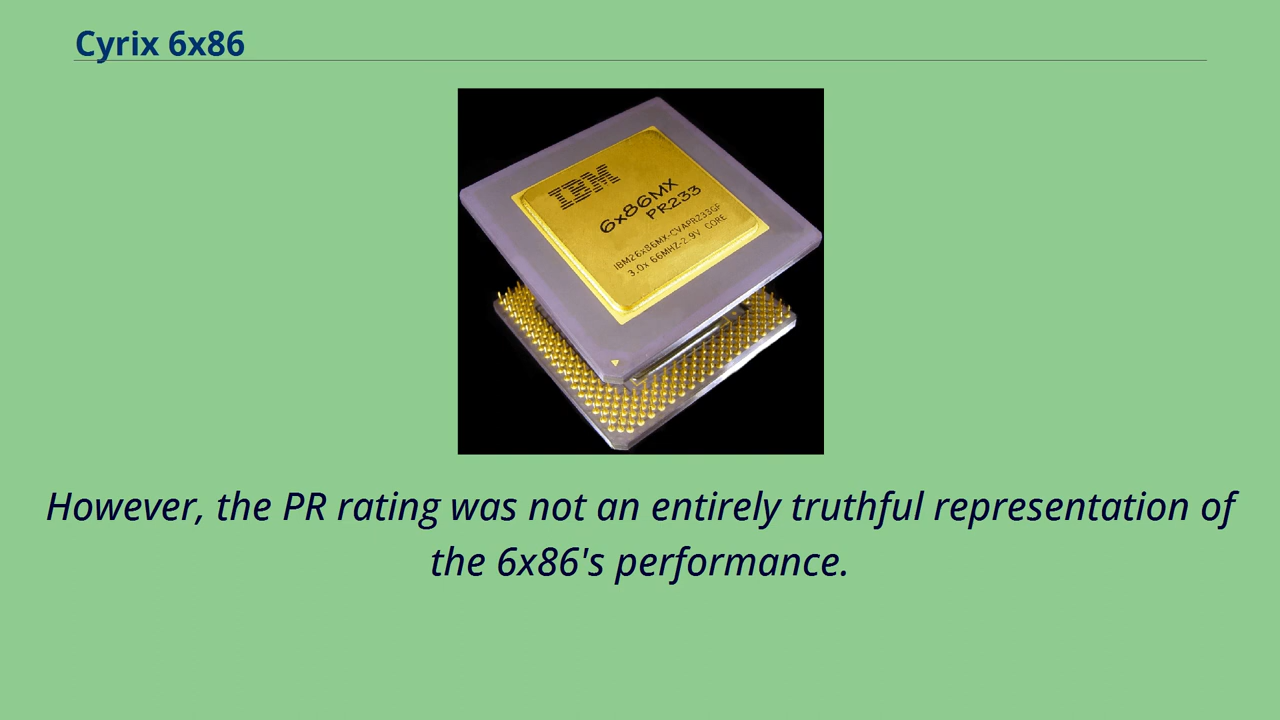 Cyrix 6x86
IBM
6x86MX
PR233
IBM26x86MX-CVAPR233GF
3.0x 66MHZ-2.9V CORE
However, the PR rating was not an entirely truthful representation of
the 6x86's performance.